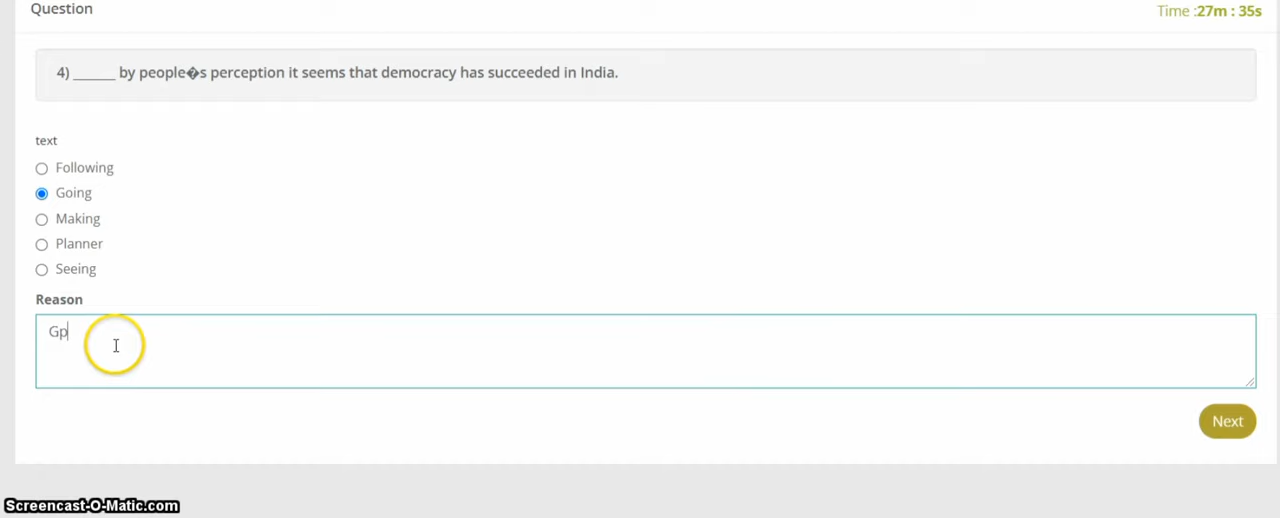 Question
Time :27m : 35s
4) ______ by people�s perception it seems that democracy has succeeded in India.
text
Following
Going
Making
Planner
Seeing
Reason
Gp
Next
Screencast-O-Matic.com